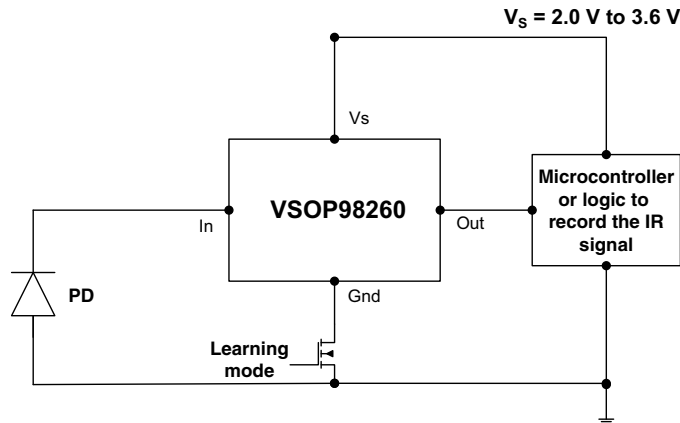 V_S = 2.0 V to 3.6 V
Vs
VSOP98260
In
Out
Gnd
Microcontroller
or logic to
record the IR
signal
PD
Learning
mode